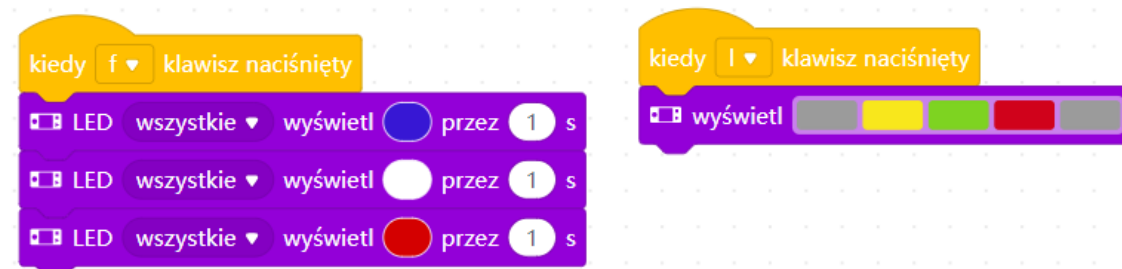 kiedy f klawisz naciśnięty
LED wszystkie wyświetl przez 1 s
LED wszystkie wyświetl przez 1 s
LED wszystkie wyświetl przez 1 s
kiedy l klawisz naciśnięty
wyświetl